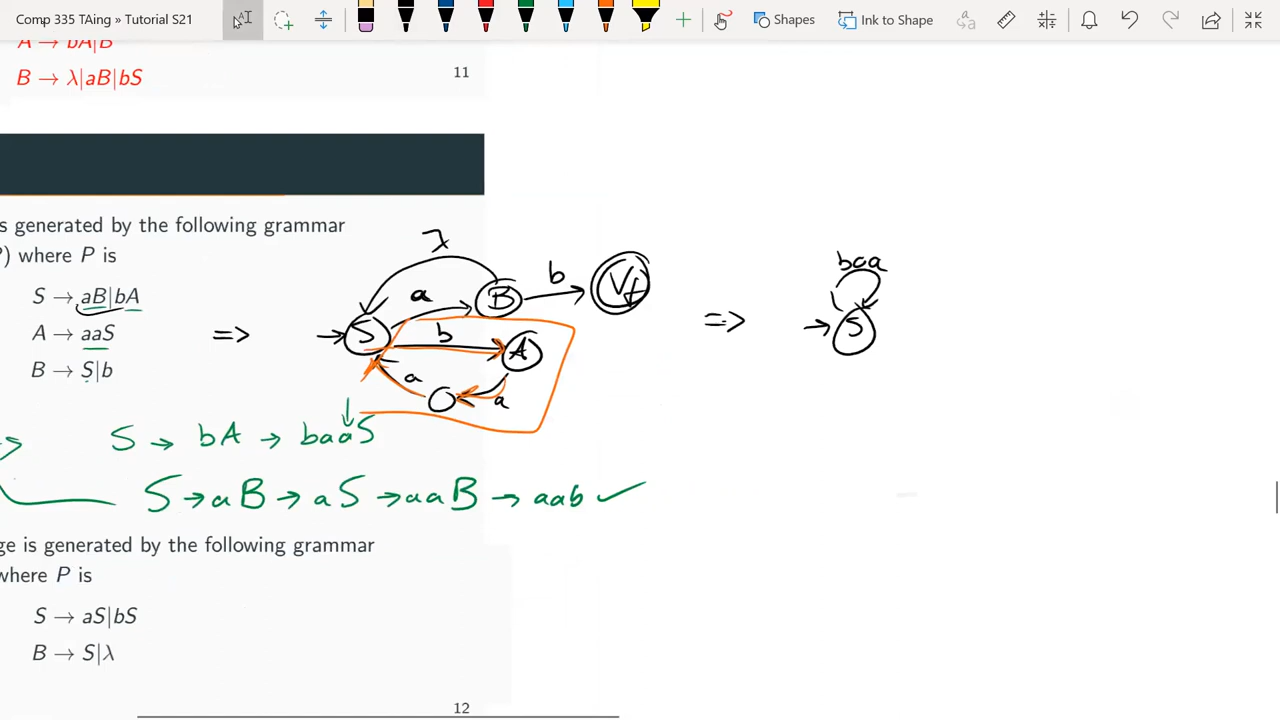 Comp 335 TAing » Tutorial S21
Shapes
Ink to Shape
A → bA|B
B → λ|aB|bS
11
s generated by the following grammar
?) where P is
S → aB|bA
A → aaS
B → S|b
=>
λ
a
B
b
Vf
S
b
A
a
a
=>
baa
S
S → bA → baaS
S → aB → aS → aaB → aab ✓
ge is generated by the following grammar
where P is
S → aS|bS
B → S|λ
12